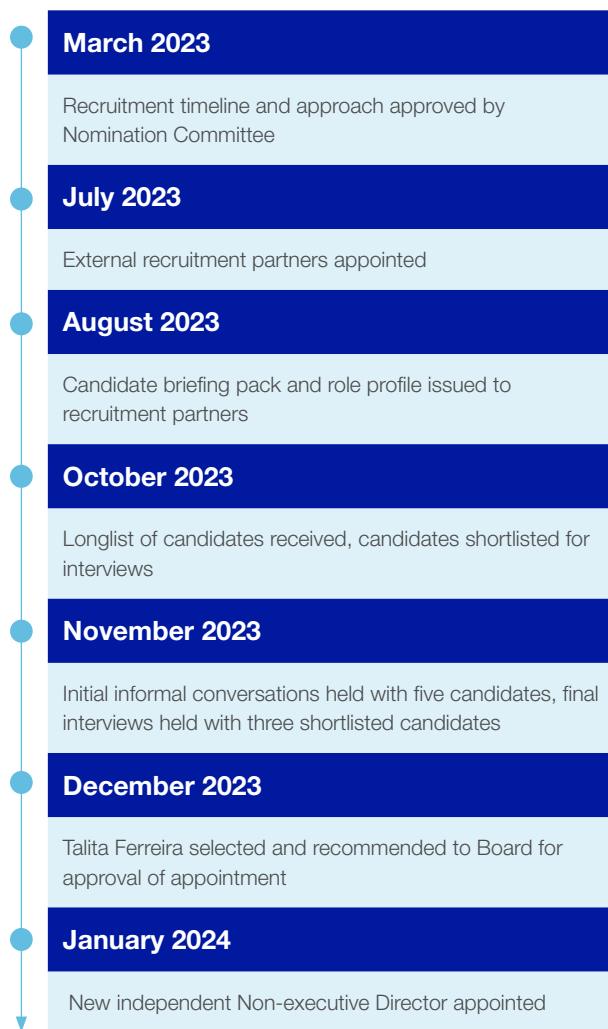 March 2023
Recruitment timeline and approach approved by
Nomination Committee
July 2023
External recruitment partners appointed
August 2023
Candidate briefing pack and role profile issued to
recruitment partners
October 2023
Longlist of candidates received, candidates shortlisted for
interviews
November 2023
Initial informal conversations held with five candidates, final
interviews held with three shortlisted candidates
December 2023
Talita Ferreira selected and recommended to Board for
approval of appointment
January 2024
New independent Non-executive Director appointed